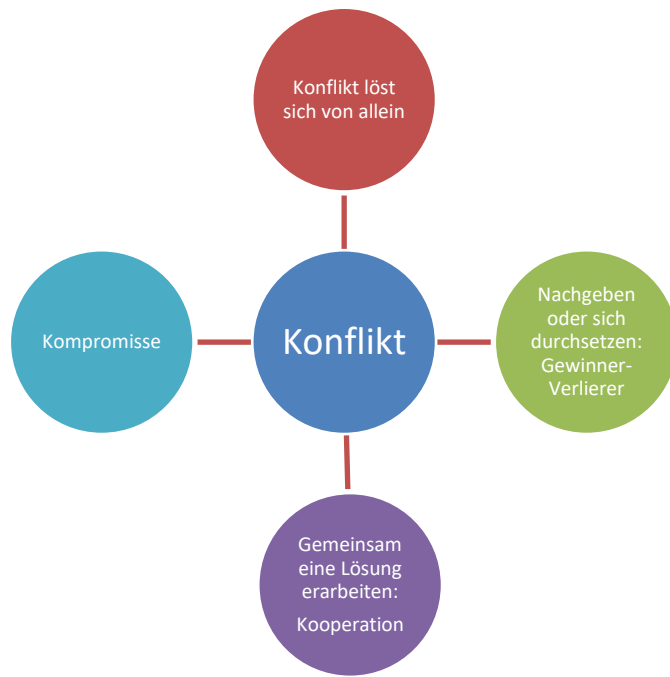 Konflikt löst
sich von allein
Kompromisse
Konflikt
Nachgeben
oder sich
durchsetzen:
Gewinner-
Verlierer
Gemeinsam
eine Lösung
erarbeiten:
Kooperation